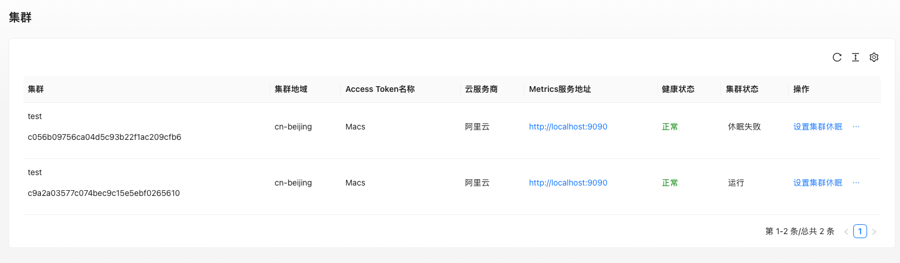 集群
集群 集群地域 Access Token名称 云服务商 Metrics服务地址 健康状态 集群状态 操作
test
c056b09756ca04d5c93b22f1ac209cfb6 cn-beijing Macs 阿里云 http://localhost:9090 正常 休眠失败 设置集群休眠 ···
test
c9a2a03577c074bec9c15e5ebf0265610 cn-beijing Macs 阿里云 http://localhost:9090 正常 运行 设置集群休眠 ···
第 1-2 条/总共 2 条 < 1 >